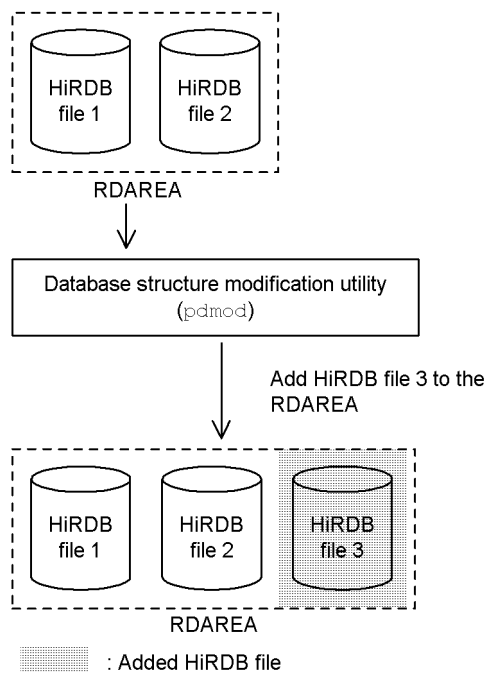 HiRDB
file 1
HiRDB
file 2
RDAREA
Database structure modification utility
(pdmod)
Add HiRDB file 3 to the
RDAREA
HiRDB
file 1
HiRDB
file 2
HiRDB
file 3
RDAREA
: Added HiRDB file